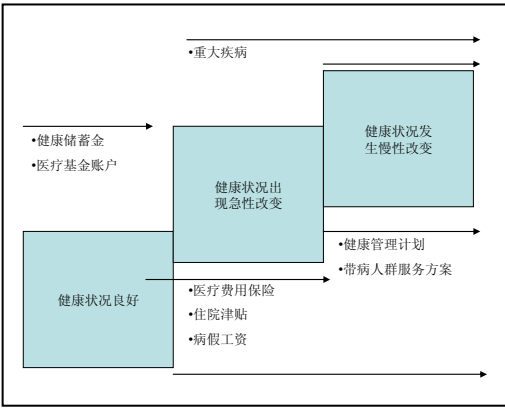 •重大疾病
健康状况发
生慢性改变
•健康储蓄金
•医疗基金账户
健康状况出
现急性改变
•健康管理计划
•带病人群服务方案
健康状况良好
•医疗费用保险
•住院津贴
•病假工资